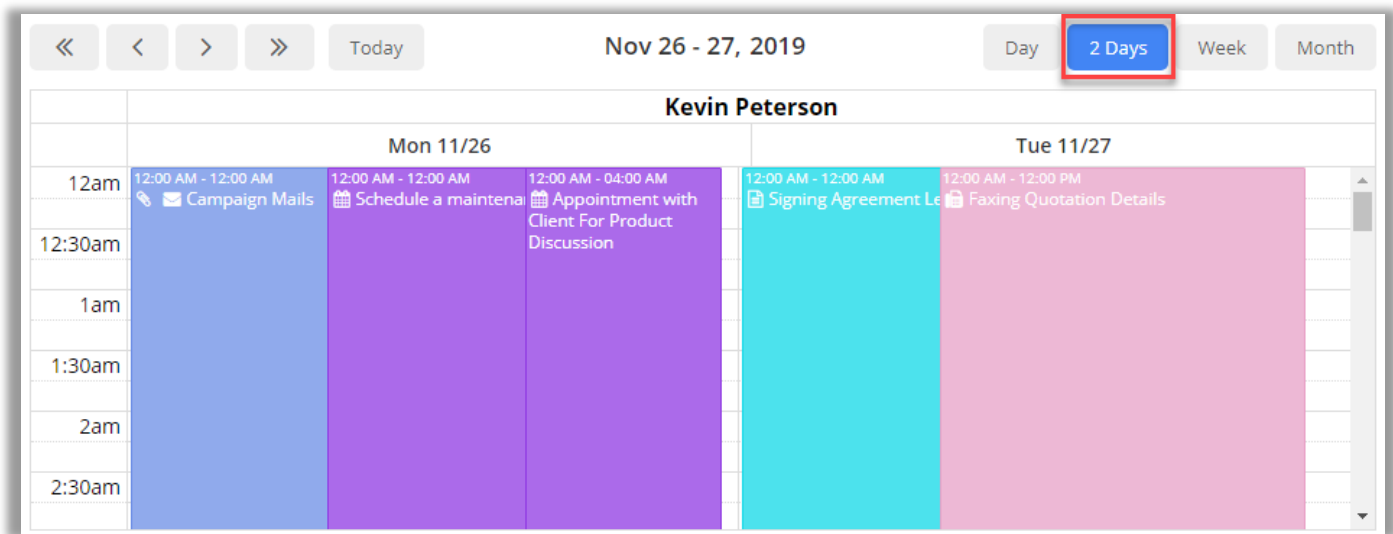 Today
Nov 26 - 27, 2019
Day
2 Days
Week
Month
Kevin Peterson
Mon 11/26
Tue 11/27
12am
12:30am
1am
1:30am
2am
2:30am
12:00 AM - 12:00 AM
Campaign Mails
12:00 AM - 12:00 AM
Schedule a maintena
12:00 AM - 04:00 AM
Appointment with
Client For Product
Discussion
12:00 AM - 12:00 AM
Signing Agreement Le
12:00 AM - 12:00 PM
Faxing Quotation Details